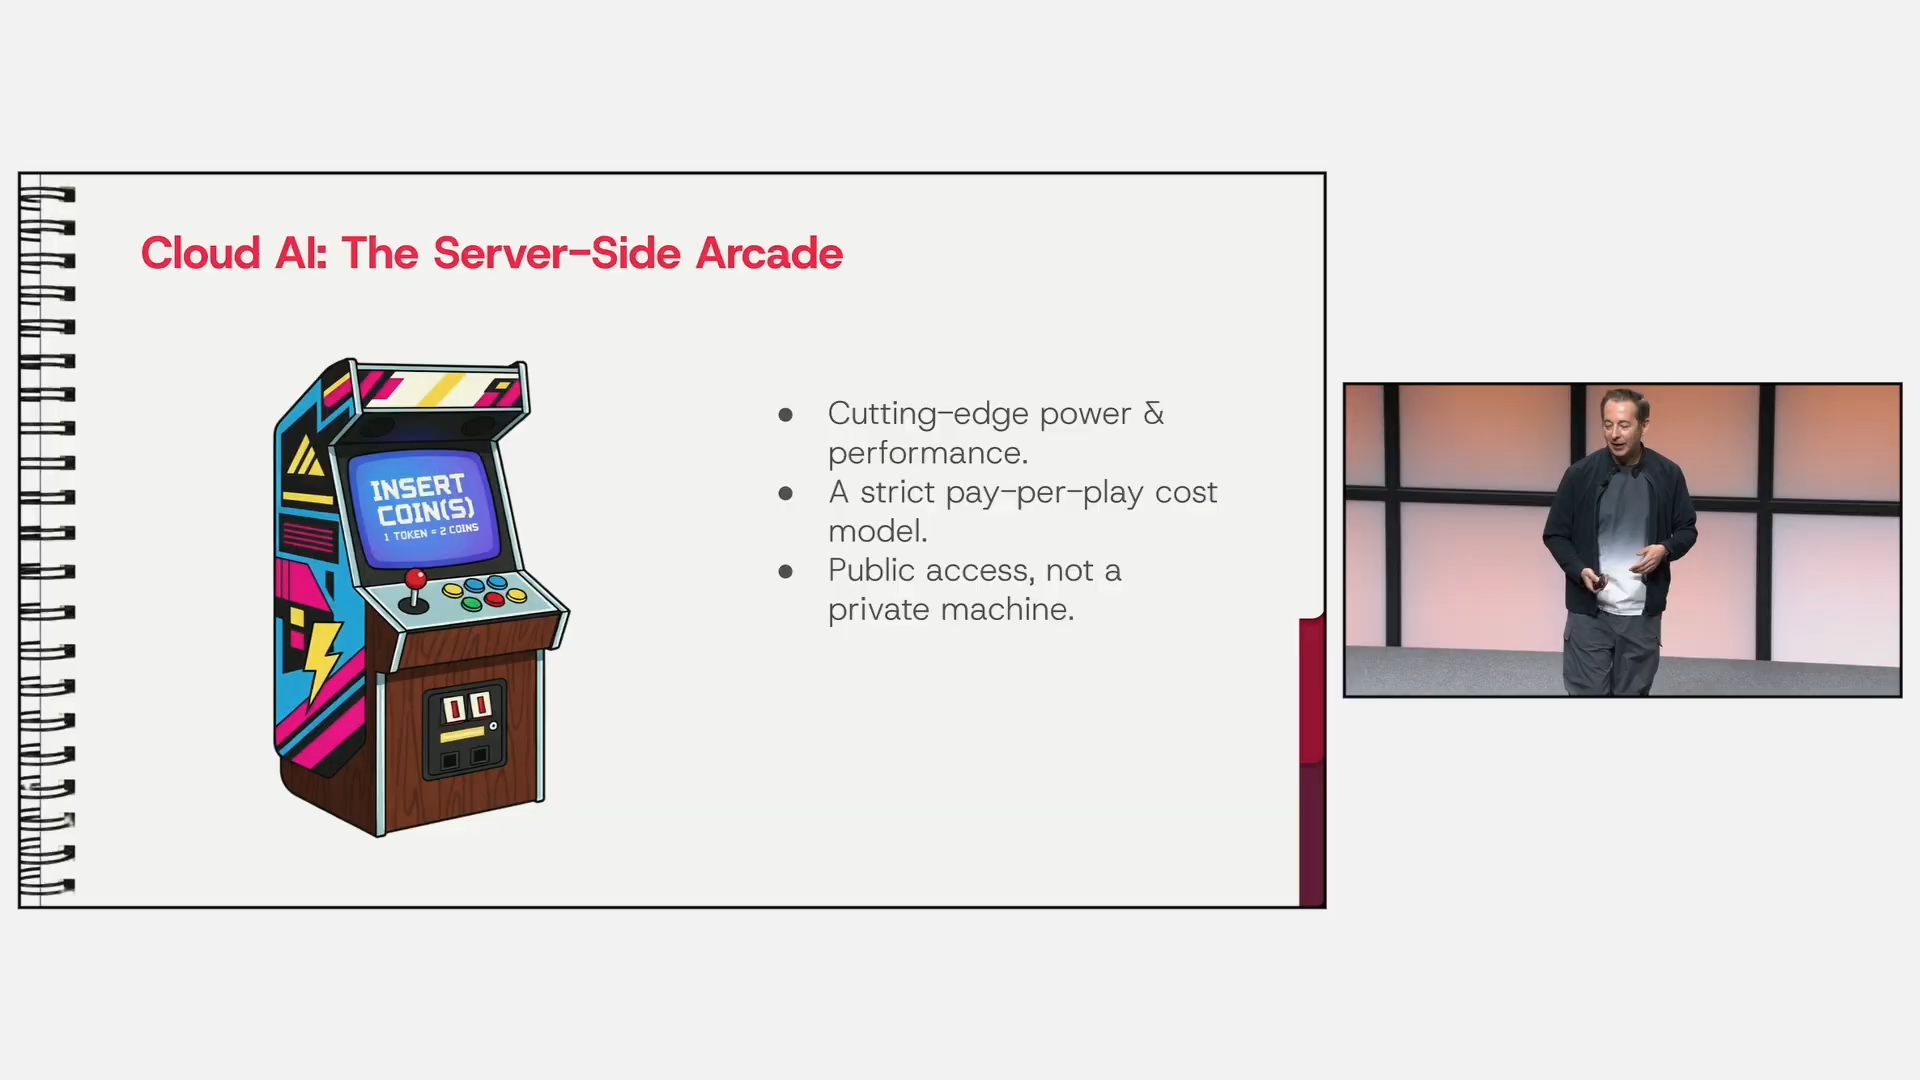 Cloud AI: The Server-Side Arcade
INSERT
COIN(S)
1 TOKEN = 2 COINS
● Cutting-edge power &
performance.
● A strict pay-per-play cost
model.
● Public access, not a
private machine.